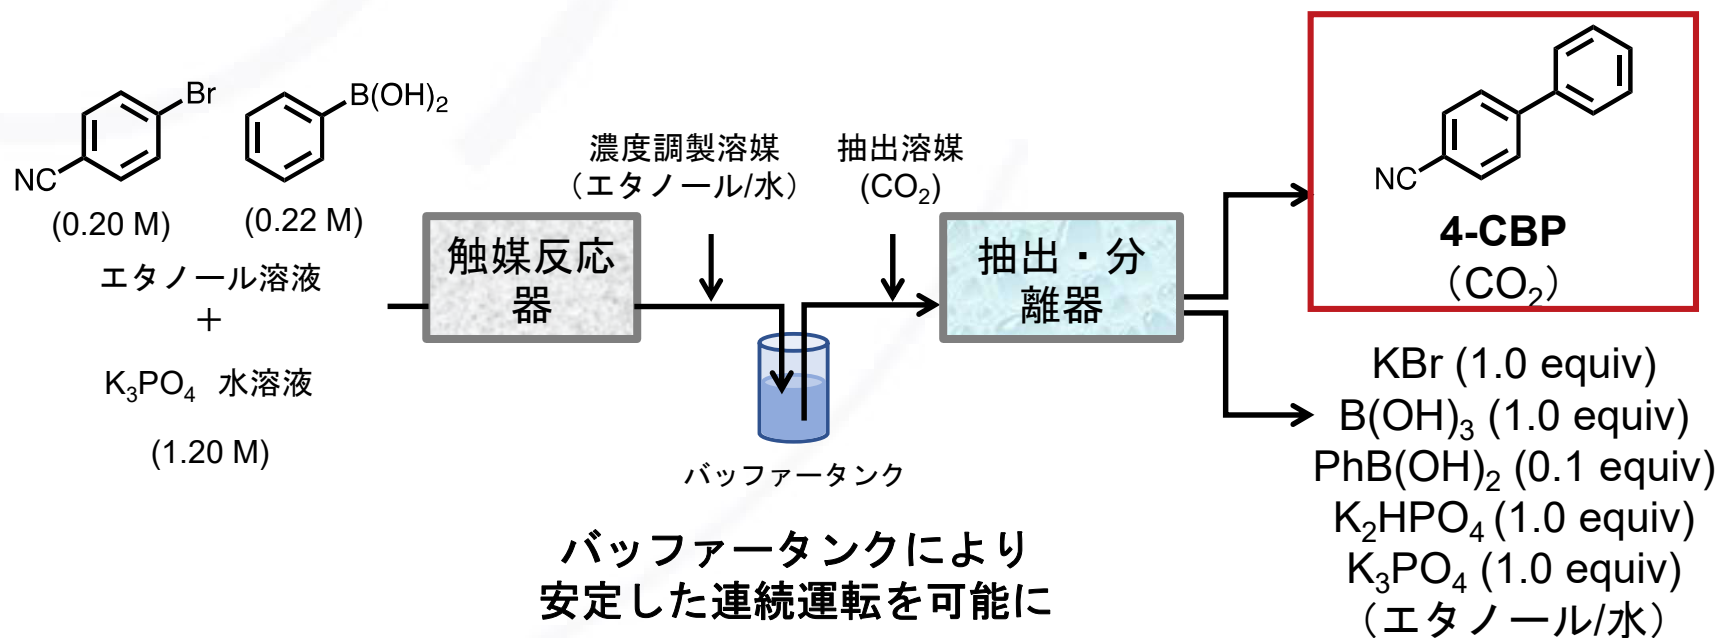 Br
NC
(0.20 M)
B(OH)2
(0.22 M)
エタノール溶液
+
K3PO4 水溶液
(1.20 M)
触媒反応
器
濃度調製溶媒
(エタノール/水)
バッファータンク
抽出溶媒
(CO2)
抽出・分
離器
NC
4-CBP
(CO2)
KBr (1.0 equiv)
B(OH)3 (1.0 equiv)
PhB(OH)2 (0.1 equiv)
K2HPO4 (1.0 equiv)
K3PO4 (1.0 equiv)
(エタノール/水)
バッファータンクにより
安定した連続運転を可能に